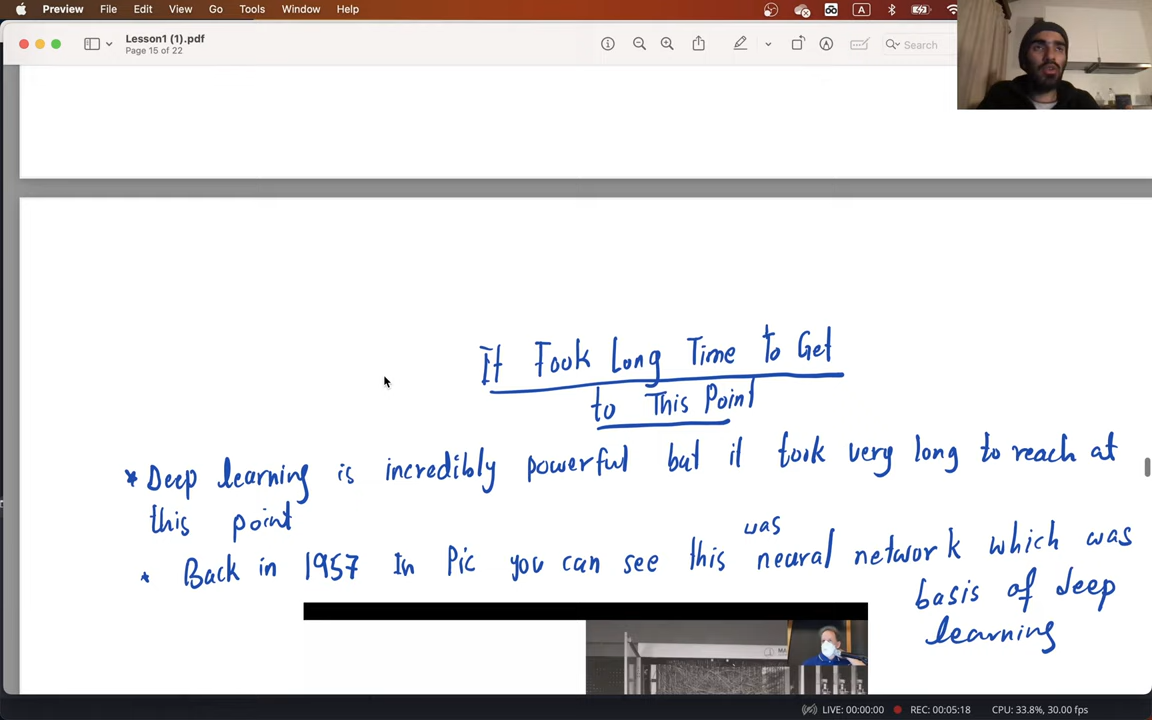 Preview File Edit View Go Tools Window Help
Lesson1 (1).pdf
Page 15 of 22
Search
It Took Long Time to Get
to This Point
* Deep learning is incredibly powerful but it took very long to reach at
this point
was
* Back in 1957 In Pic you can see this neural network which was
basis of deep
learning
LIVE: 00:00:00 REC: 00:05:18 CPU: 33.8%, 30.00 fps